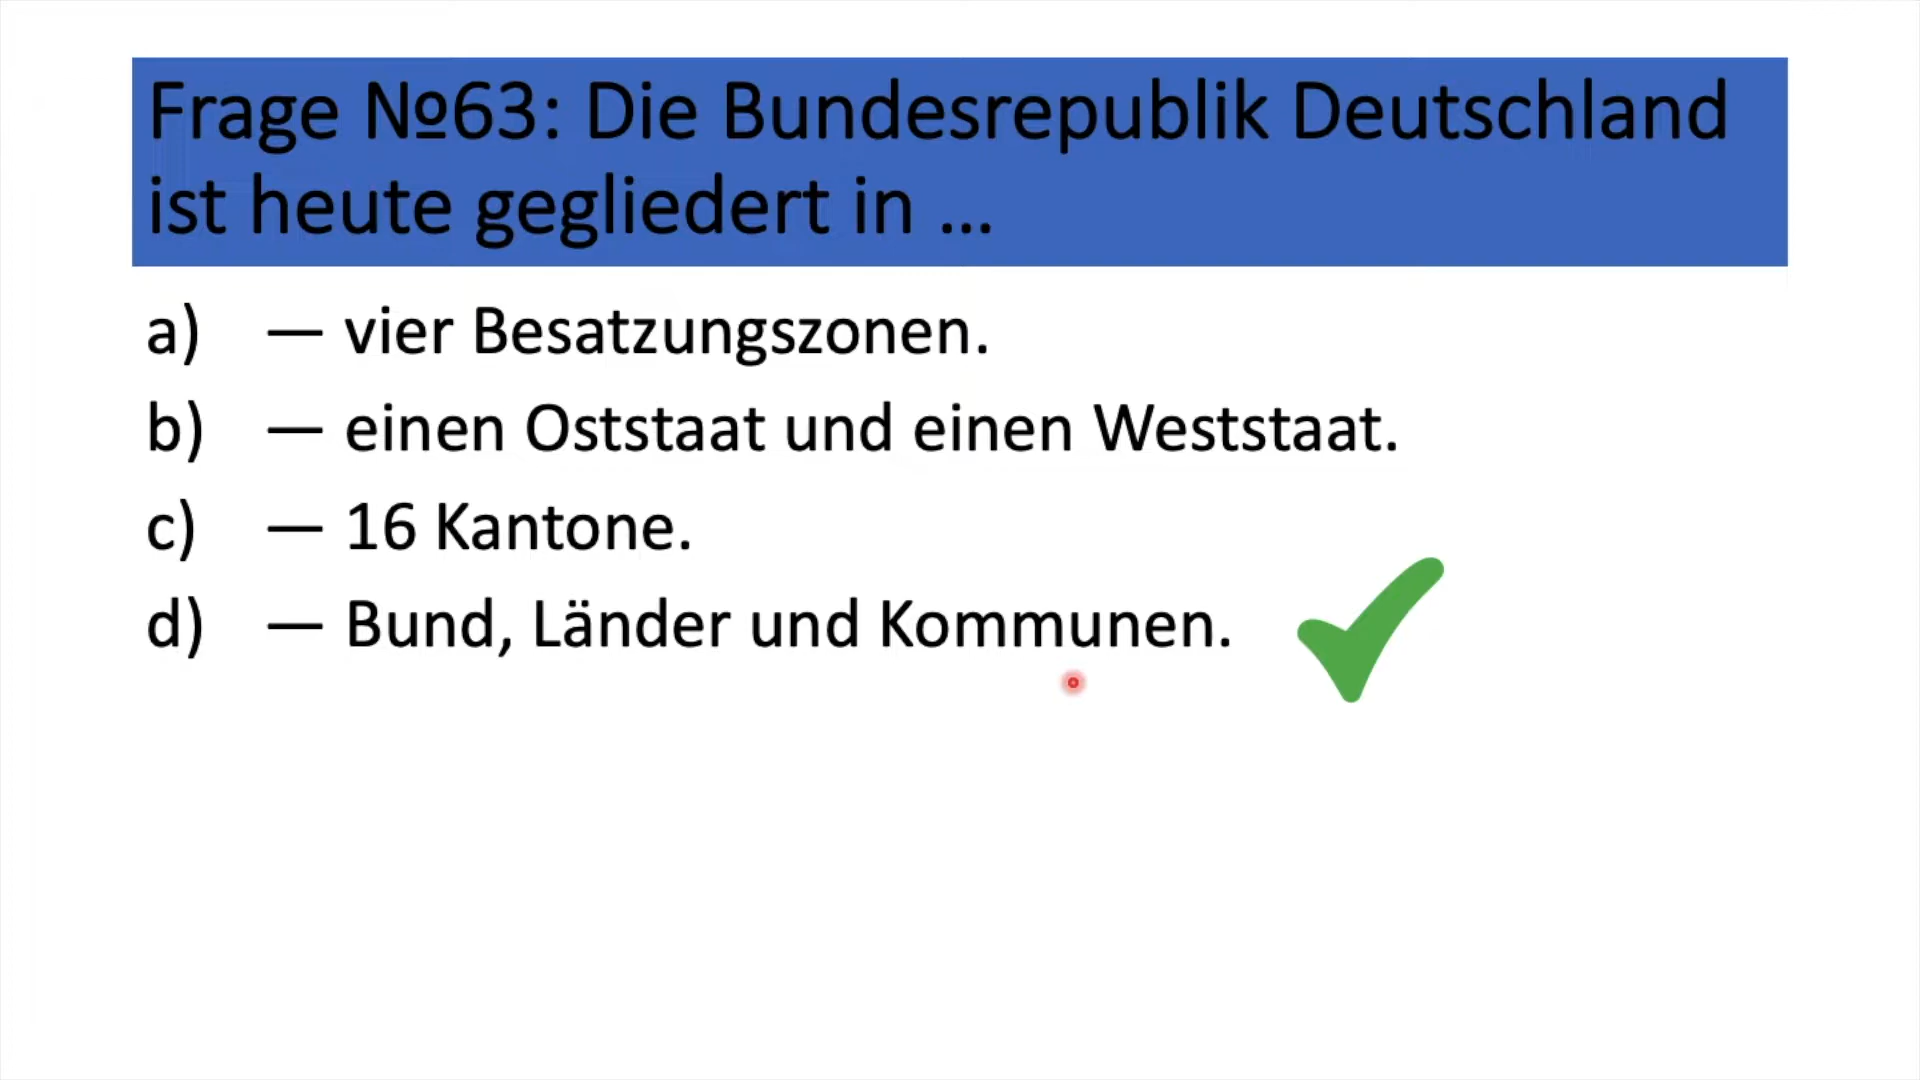 Frage №63: Die Bundesrepublik Deutschland
ist heute gegliedert in ...
a) — vier Besatzungszonen.
b) — einen Oststaat und einen Weststaat.
c) — 16 Kantone.
d) — Bund, Länder und Kommunen.